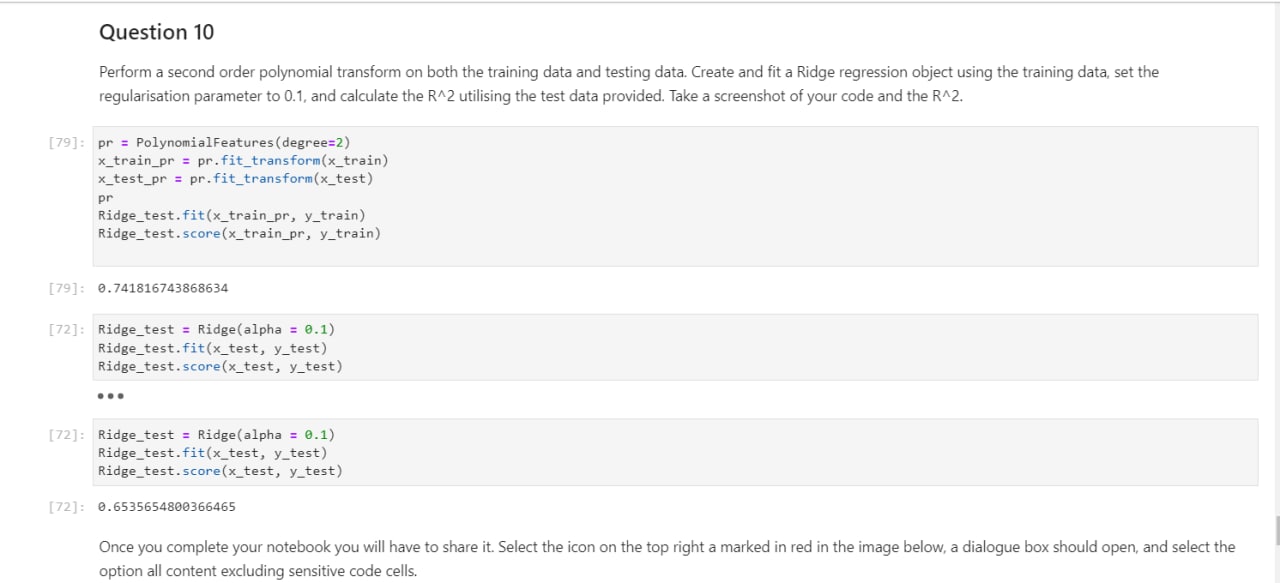 Question 10
Perform a second order polynomial transform on both the training data and testing data. Create and fit a Ridge regression object using the training data, set the
regularisation parameter to 0.1, and calculate the R^2 utilising the test data provided. Take a screenshot of your code and the R^2.
[79]: pr = PolynomialFeatures(degree=2)
x_train_pr = pr.fit_transform(x_train)
x_test_pr = pr.fit_transform(x_test)
pr
Ridge_test.fit(x_train_pr, y_train)
Ridge_test.score(x_train_pr, y_train)
[79]: 0.741816743868634
[72]: Ridge_test = Ridge(alpha = 0.1)
Ridge_test.fit(x_test, y_test)
Ridge_test.score(x_test, y_test)
[72]: Ridge_test = Ridge(alpha = 0.1)
Ridge_test.fit(x_test, y_test)
Ridge_test.score(x_test, y_test)
[72]: 0.6535654800366465
Once you complete your notebook you will have to share it. Select the icon on the top right a marked in red in the image below, a dialogue box should open, and select the
option all content excluding sensitive code cells.